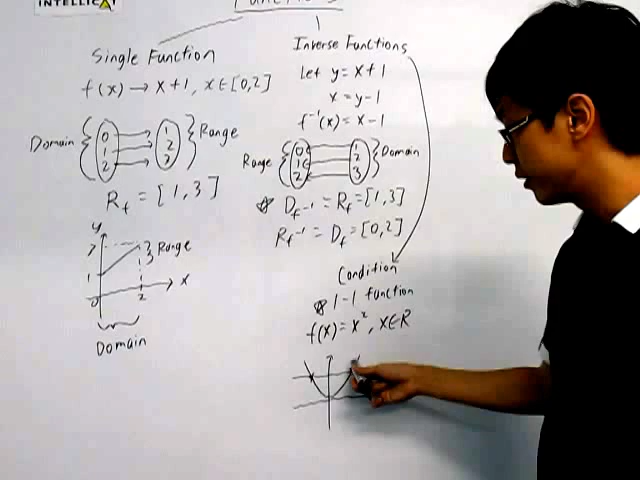 INTELLICAT
Functions
Single Function
f(x) → x+1, x∈[0,2]
Domain
0
1
2
1
2
3
Range
R_f = [1,3]
y
3
1
0
2
x
Range
Domain
Inverse Functions
Let y = x+1
x = y-1
f⁻¹(x) = x-1
Range
0
1
2
1
2
3
Domain
D_f⁻¹ = R_f = [1,3]
R_f⁻¹ = D_f = [0,2]
Condition
1-1 function
f(x) = x², x∈R